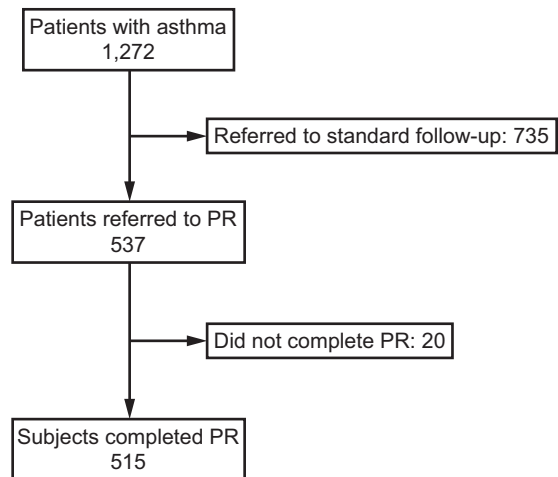 Patients with asthma
1,272
Referred to standard follow-up: 735
Patients referred to PR
537
Did not complete PR: 20
Subjects completed PR
515